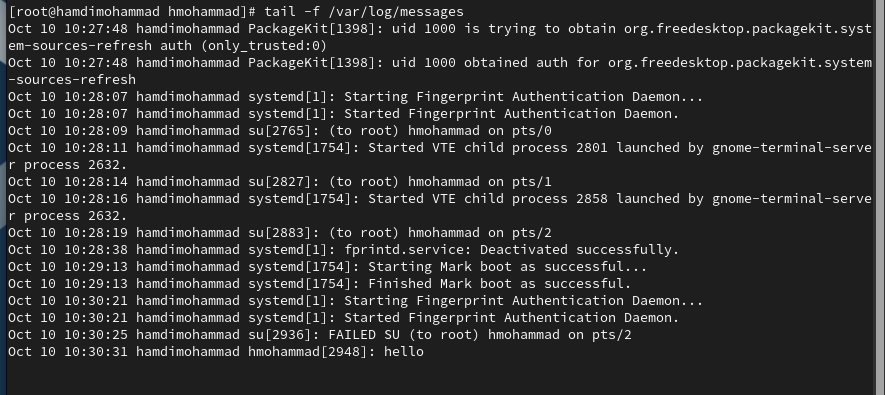 [root@hamdimohammad hmohammad]# tail -f /var/log/messages
Oct 10 10:27:48 hamdimohammad PackageKit[1398]: uid 1000 is trying to obtain org.freedesktop.packagekit.syst
em-sources-refresh auth (only_trusted:0)
Oct 10 10:27:48 hamdimohammad PackageKit[1398]: uid 1000 obtained auth for org.freedesktop.packagekit.system
-sources-refresh
Oct 10 10:28:07 hamdimohammad systemd[1]: Starting Fingerprint Authentication Daemon...
Oct 10 10:28:07 hamdimohammad systemd[1]: Started Fingerprint Authentication Daemon.
Oct 10 10:28:09 hamdimohammad su[2765]: (to root) hmohammad on pts/0
Oct 10 10:28:11 hamdimohammad systemd[1754]: Started VTE child process 2801 launched by gnome-terminal-serve
r process 2632.
Oct 10 10:28:14 hamdimohammad su[2827]: (to root) hmohammad on pts/1
Oct 10 10:28:16 hamdimohammad systemd[1754]: Started VTE child process 2858 launched by gnome-terminal-serve
r process 2632.
Oct 10 10:28:19 hamdimohammad su[2883]: (to root) hmohammad on pts/2
Oct 10 10:28:38 hamdimohammad systemd[1]: fprintd.service: Deactivated successfully.
Oct 10 10:29:13 hamdimohammad systemd[1754]: Starting Mark boot as successful...
Oct 10 10:29:13 hamdimohammad systemd[1754]: Finished Mark boot as successful.
Oct 10 10:30:21 hamdimohammad systemd[1]: Starting Fingerprint Authentication Daemon...
Oct 10 10:30:21 hamdimohammad systemd[1]: Started Fingerprint Authentication Daemon.
Oct 10 10:30:25 hamdimohammad su[2936]: FAILED SU (to root) hmohammad on pts/2
Oct 10 10:30:31 hamdimohammad hmohammad[2948]: hello